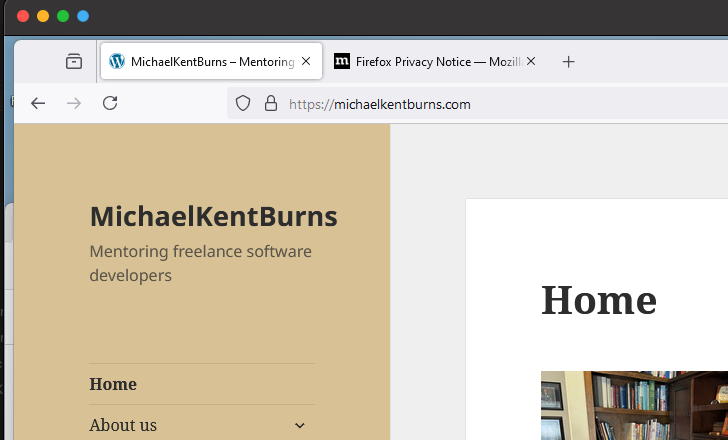 MichaelKentBurns – Mentoring
Firefox Privacy Notice — Mozill
https://michaelkentburns.com
MichaelKentBurns
Mentoring freelance software
developers
Home
Home
About us